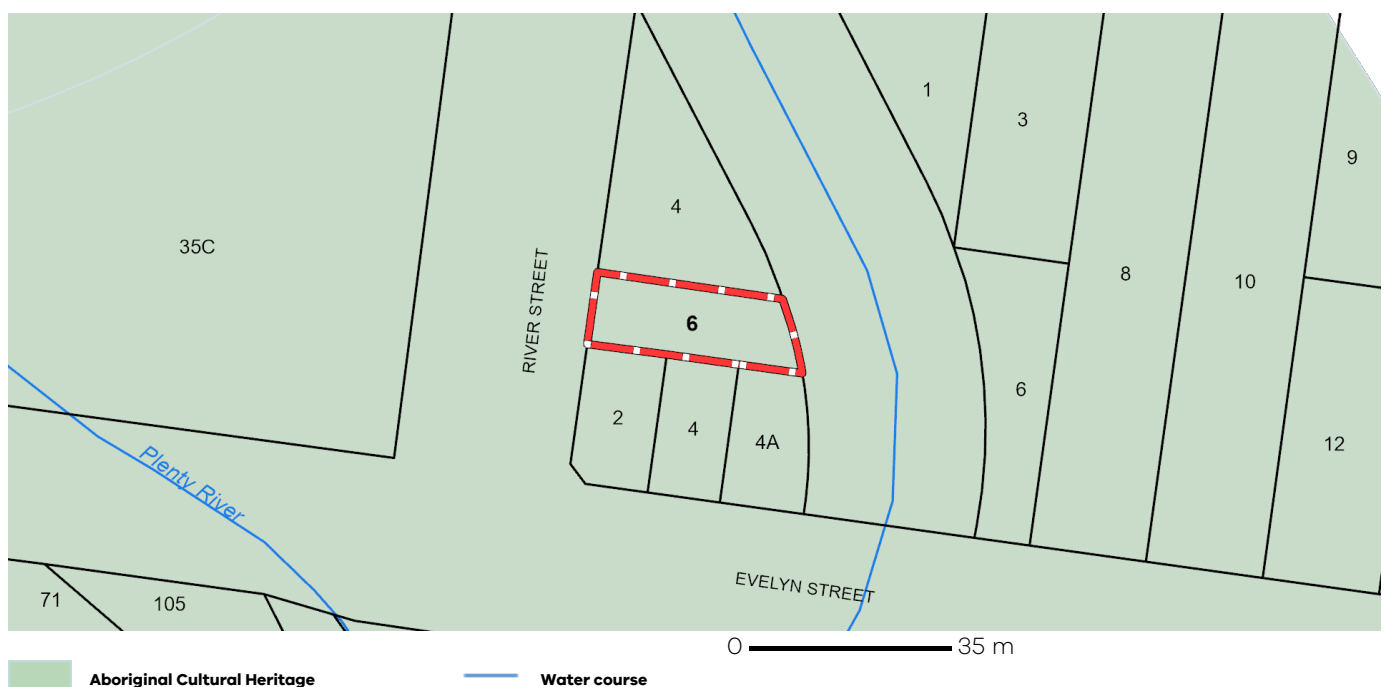 1
3
9
4
35C
RIVER STREET
8
10
6
6
2
4
4A
12
Plenty River
EVELYN STREET
71
105
0 35 m
Aboriginal Cultural Heritage
Water course